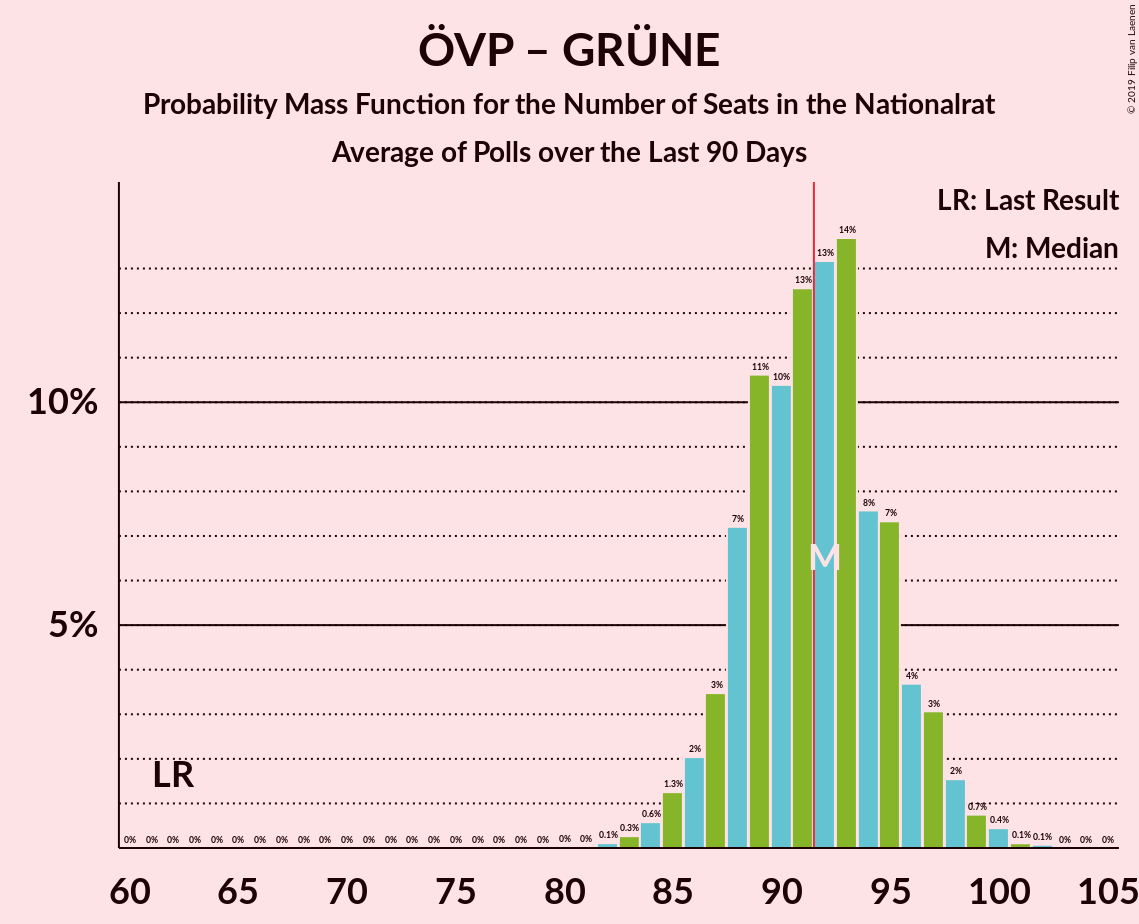 ÖVP – GRÜNE
Probability Mass Function for the Number of Seats in the Nationalrat
Average of Polls over the Last 90 Days
© 2019 Filip van Laenen
LR: Last Result
M: Median
10%
5%
LR
M
0% 0% 0% 0% 0% 0% 0% 0% 0% 0% 0% 0% 0% 0% 0% 0% 0% 0% 0% 0% 0% 0% 0.1% 0.3% 0.6% 1.3% 2% 3% 7% 11% 10% 13% 13% 14% 8% 7% 4% 3% 2% 0.7% 0.4% 0.1% 0.1% 0% 0% 0%
60 65 70 75 80 85 90 95 100 105